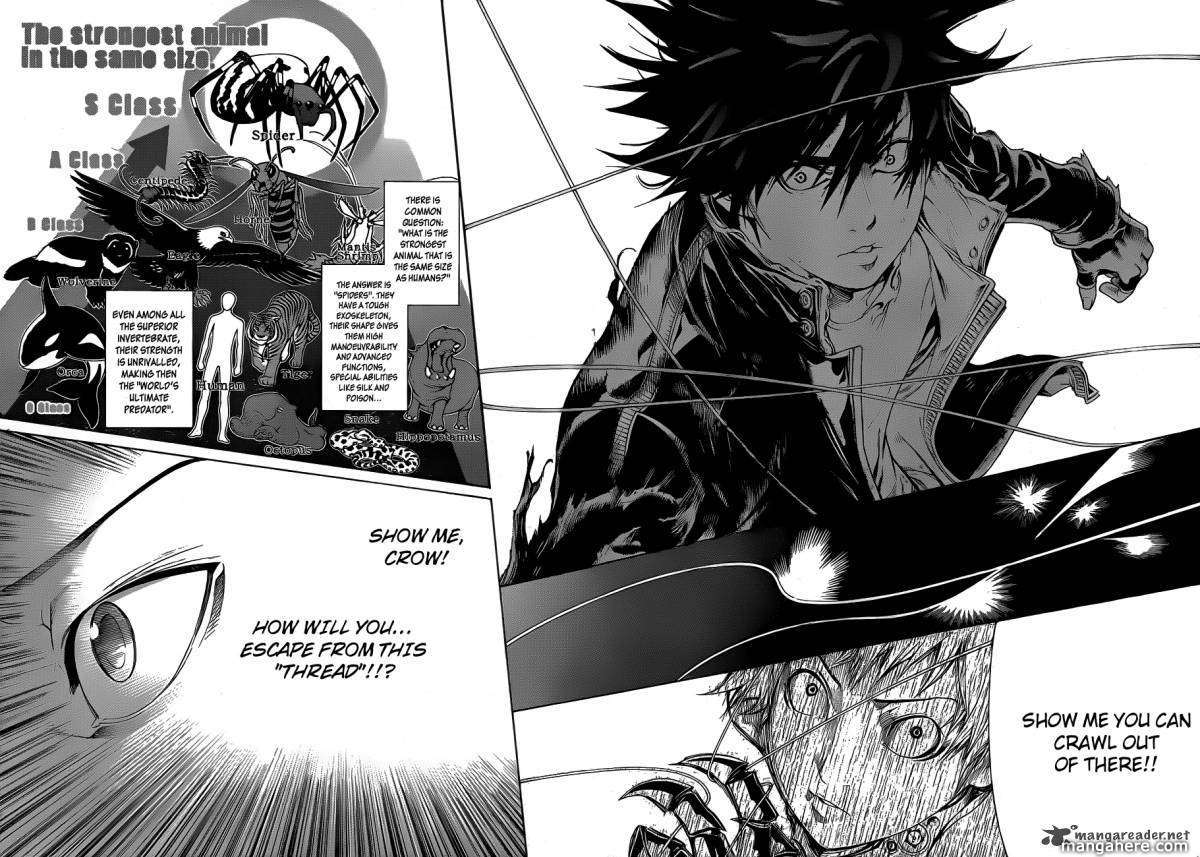 The strongest animal
in the same size!
S Class
Spider
A Class
Centipede
Hornet
B Class
Eagle
Mantis
Shrimp
Wolverine
Orca
Human
Tiger
C Class
Octopus
Snake
Hippopotamus
THERE IS
COMMON
QUESTION:
"WHAT IS THE
STRONGEST
ANIMAL THAT
IS THE
SAME SIZE
AS HUMANS?"
THE ANSWER IS
"SPIDERS". THEY
HAVE A TOUGH
EXOSKELETON,
THEIR SHAPE GIVES
THEM HIGH
MANOEUVRABILITY
AND ADVANCED
FUNCTIONS,
SPECIAL ABILITIES
LIKE SILK AND
POISON...
EVEN AMONG ALL
THE SUPERIOR
INVERTEBRATE,
THEIR STRENGTH
IS UNRIVALLED,
MAKING THEN
THE "WORLD'S
ULTIMATE
PREDATOR".
SHOW ME,
CROW!
HOW WILL YOU...
ESCAPE FROM THIS
"THREAD"!!?
SHOW ME YOU CAN
CRAWL OUT
OF THERE!!
mangareader.net
mangahere.com